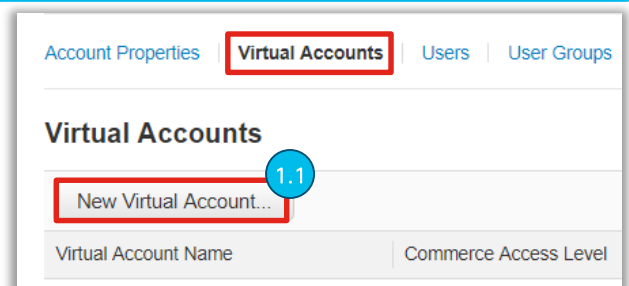 Account Properties Virtual Accounts Users User Groups
Virtual Accounts
1.1
New Virtual Account...
Virtual Account Name Commerce Access Level